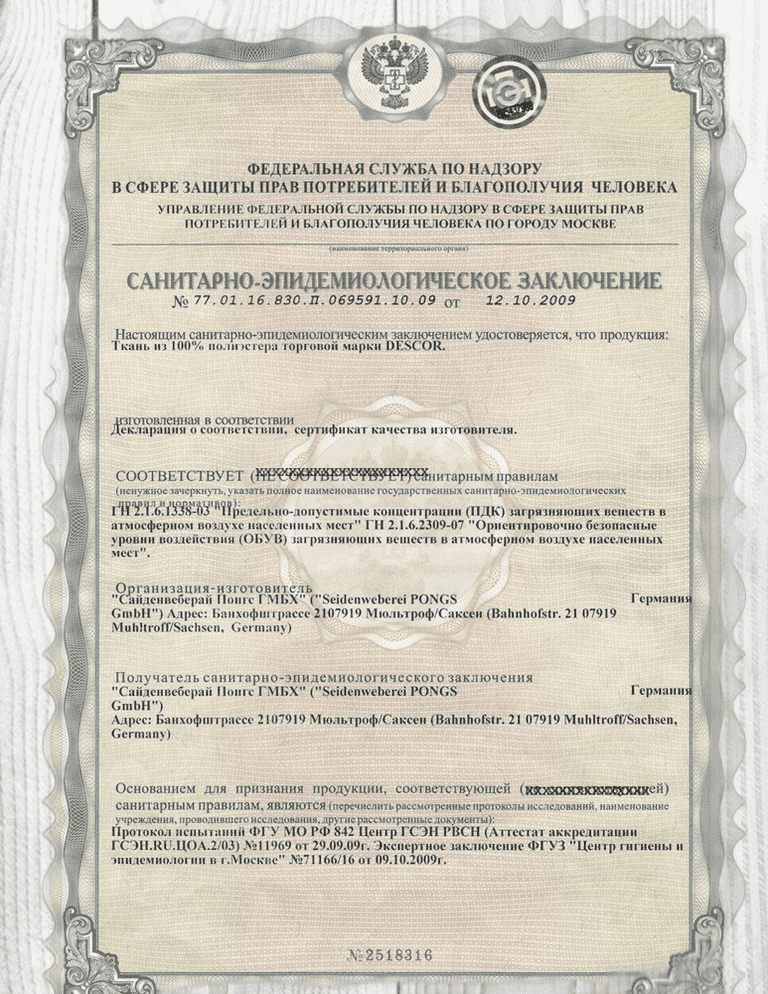 ФЕДЕРАЛЬНАЯ СЛУЖБА ПО НАДЗОРУ
В СФЕРЕ ЗАЩИТЫ ПРАВ ПОТРЕБИТЕЛЕЙ И БЛАГОПОЛУЧИЯ ЧЕЛОВЕКА
УПРАВЛЕНИЕ ФЕДЕРАЛЬНОЙ СЛУЖБЫ ПО НАДЗОРУ В СФЕРЕ ЗАЩИТЫ ПРАВ
ПОТРЕБИТЕЛЕЙ И БЛАГОПОЛУЧИЯ ЧЕЛОВЕКА ПО ГОРОДУ МОСКВЕ
(наименование территориального органа)
САНИТАРНО-ЭПИДЕМИОЛОГИЧЕСКОЕ ЗАКЛЮЧЕНИЕ
№ 77.01.16.830.П.069591.10.09 от 12.10.2009
Настоящим санитарно-эпидемиологическим заключением удостоверяется, что продукция:
Ткань из 100% полиэстера торговой марки DESCOR.
изготовленная в соответствии
Декларация о соответствии, сертификат качества изготовителя.
СООТВЕТСТВУЕТ (НЕ СООТВЕТСТВУЕТ) санитарным правилам
(ненужное зачеркнуть, указать полное наименование государственных санитарно-эпидемиологических
правил и нормативов):
ГН 2.1.6.1338-03 "Предельно-допустимые концентрации (ПДК) загрязняющих веществ в
атмосферном воздухе населенных мест" ГН 2.1.6.2309-07 "Ориентировочно безопасные
уровни воздействия (ОБУВ) загрязняющих веществ в атмосферном воздухе населенных
мест".
Организация-изготовитель
"Сайденвеберай Понгс ГМБХ" ("Seidenweberei PONGS Германия
GmbH") Адрес: Банхофштрассе 2107919 Мюльтроф/Саксен (Bahnhofstr. 21 07919
Muhltroff/Sachsen, Germany)
Получатель санитарно-эпидемиологического заключения
"Сайденвеберай Понгс ГМБХ" ("Seidenweberei PONGS Германия
GmbH")
Адрес: Банхофштрассе 2107919 Мюльтроф/Саксен (Bahnhofstr. 21 07919 Muhltroff/Sachsen,
Germany)
Основанием для признания продукции, соответствующей ( ей)
санитарным правилам, являются (перечислить рассмотренные протоколы исследований, наименование
учреждения, проводившего исследования, другие рассмотренные документы):
Протокол испытаний ФГУ МО РФ 842 Центр ГСЭН РВСН (Аттестат аккредитации
ГСЭН.RU.ЦОА.2/03) №11969 от 29.09.09г. Экспертное заключение ФГУЗ "Центр гигиены и
эпидемиологии в г.Москве" №71166/16 от 09.10.2009г.
№2518316